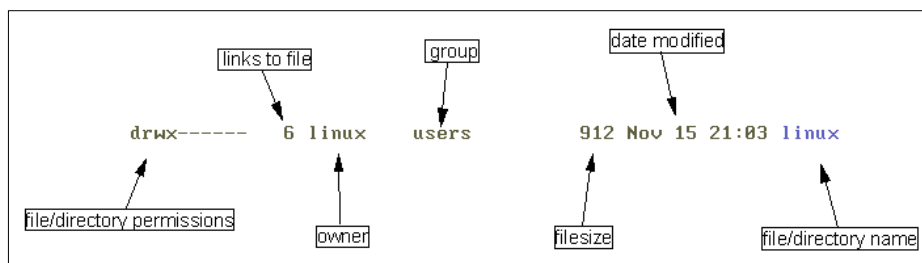 date modified
group
links to file
drwx------ 6 linux users 912 Nov 15 21:03 linux
file/directory permissions
owner
filesize
file/directory name